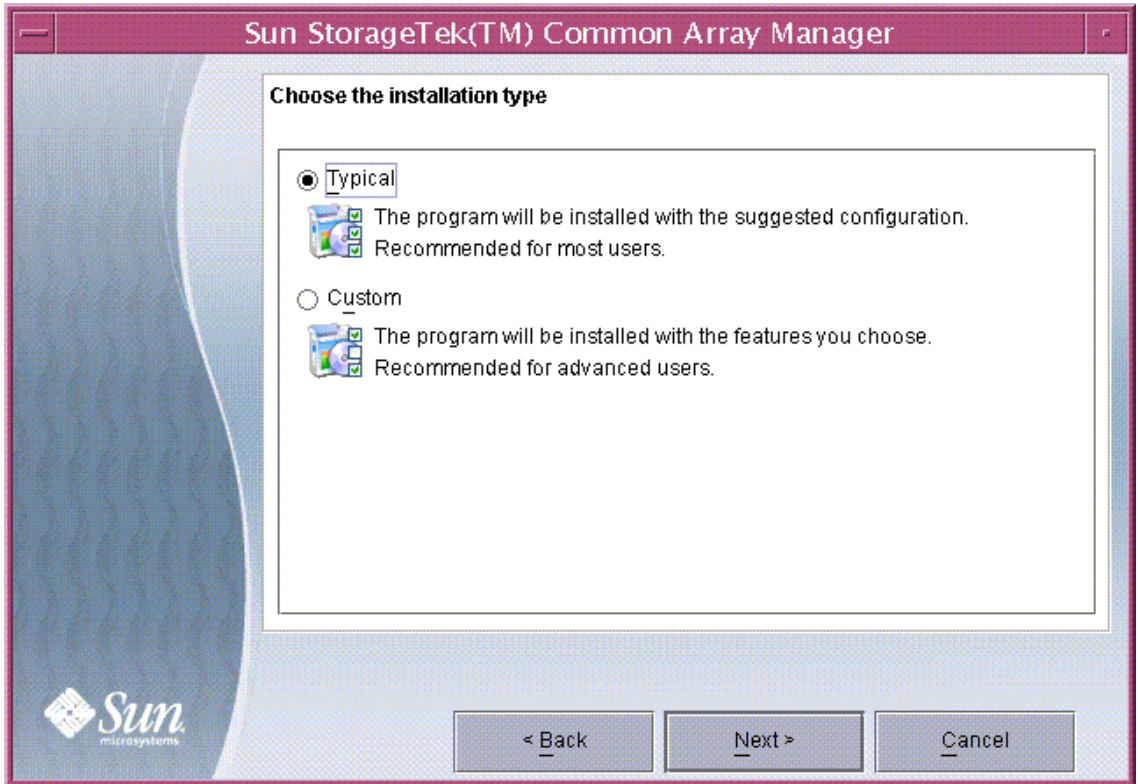 Sun StorageTek(TM) Common Array Manager
Choose the installation type
Typical
The program will be installed with the suggested configuration.
Recommended for most users.
Custom
The program will be installed with the features you choose.
Recommended for advanced users.
Sun
microsystems
< Back
Next >
Cancel